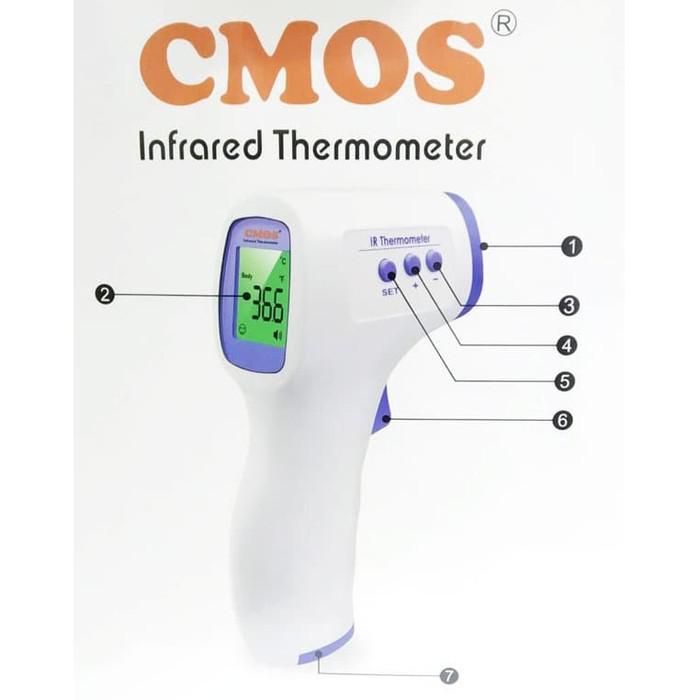 CMOS®
Infrared Thermometer
CMOS
Infrared Thermometer
°C
Body
°F
36.6
IR Thermometer
SET
+
−
1
2
3
4
5
6
7